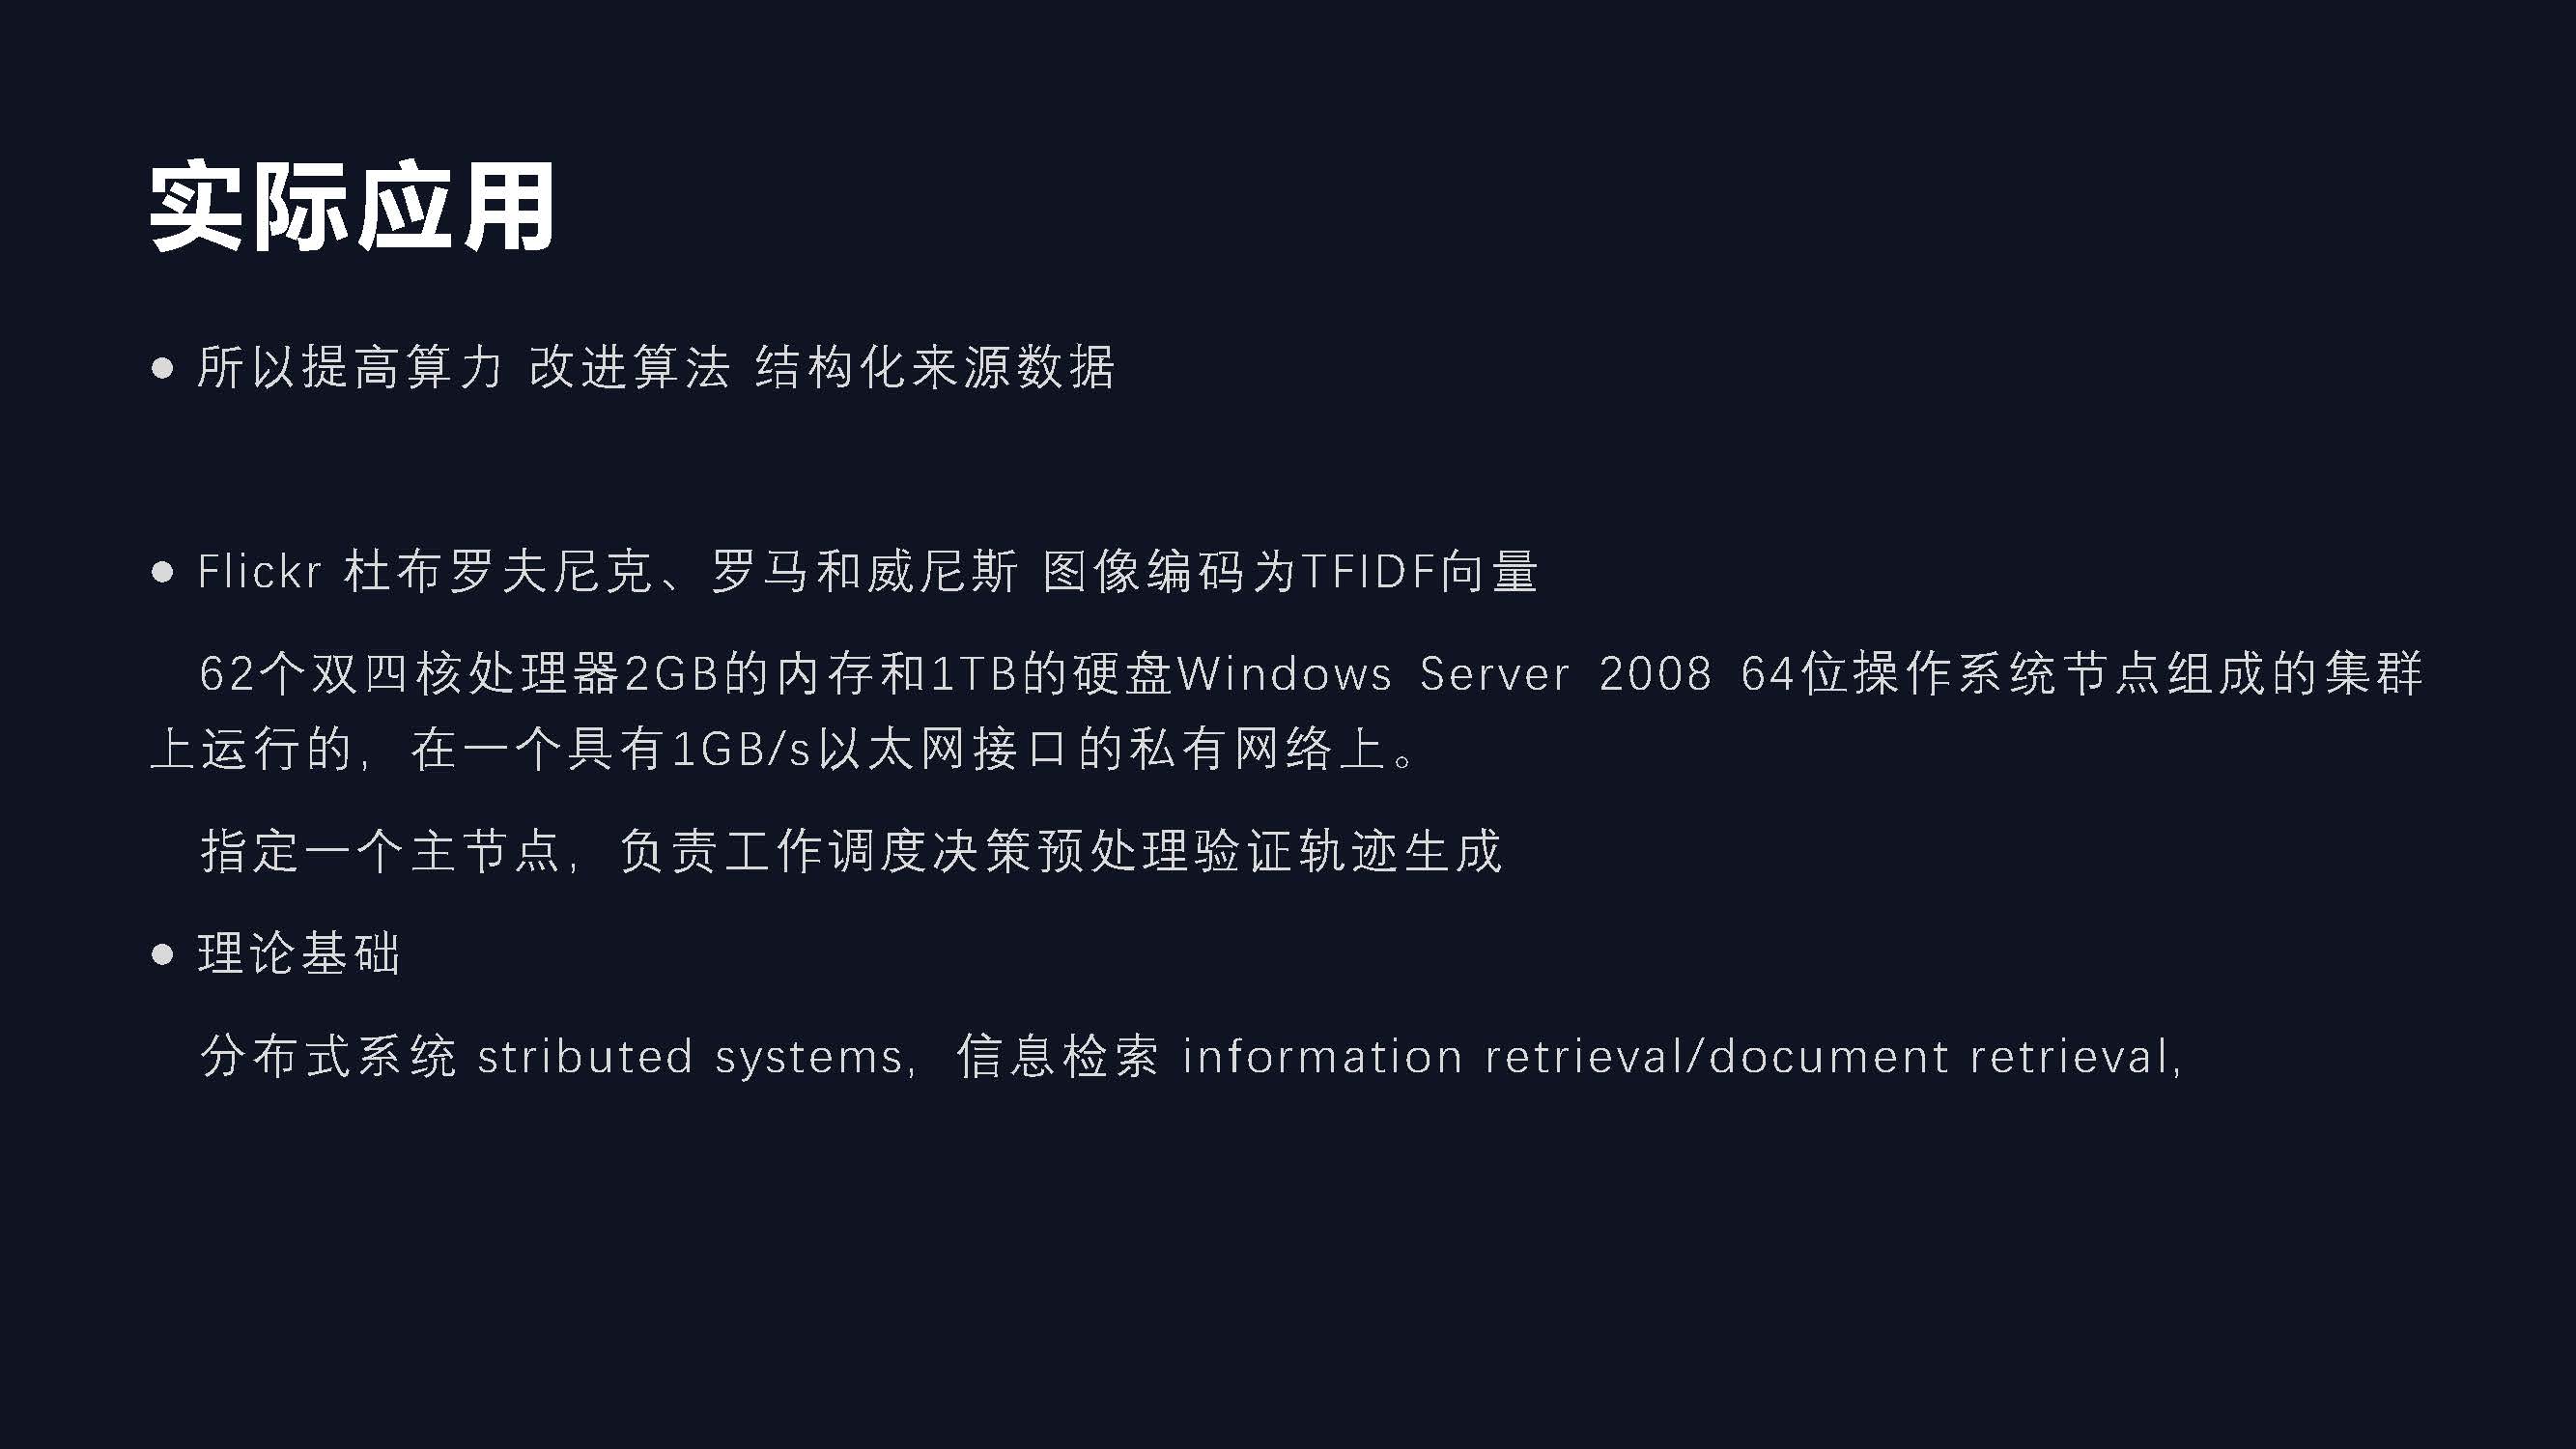 实际应用
● 所以提高算力 改进算法 结构化来源数据
● Flickr 杜布罗夫尼克、罗马和威尼斯 图像编码为TFIDF向量
62个双四核处理器2GB的内存和1TB的硬盘Windows Server 2008 64位操作系统节点组成的集群
上运行的，在一个具有1GB/s以太网接口的私有网络上。
指定一个主节点，负责工作调度决策预处理验证轨迹生成
● 理论基础
分布式系统 stributed systems，信息检索 information retrieval/document retrieval,